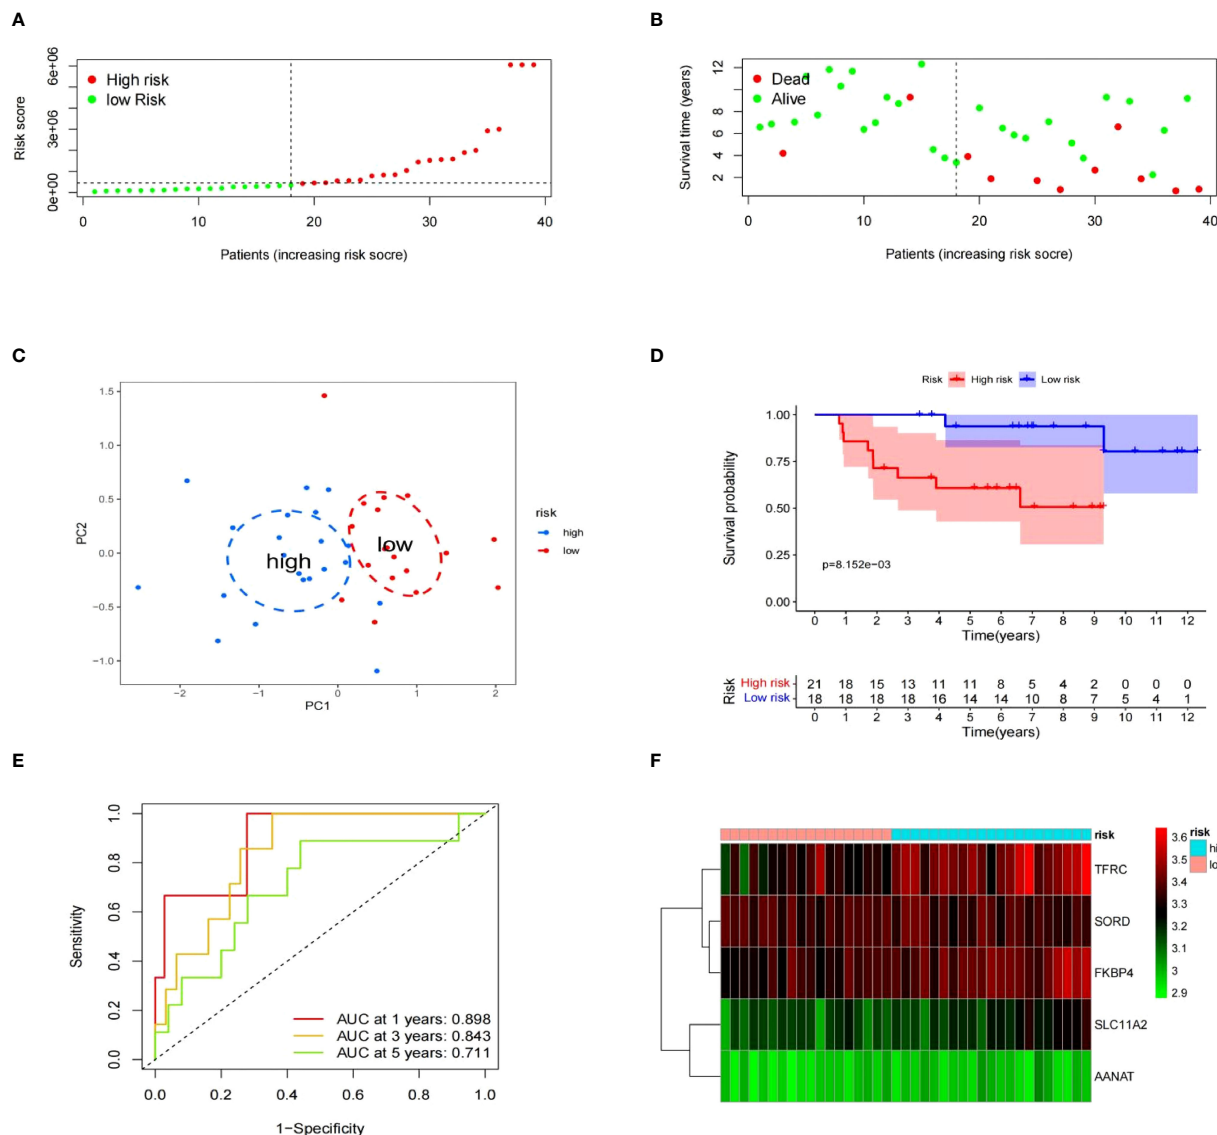 A
Risk score
0e+00 3e+06 6e+06
High risk
low Risk
0 10 20 30 40
Patients (increasing risk socre)
B
Survival time (years)
2 4 6 8 12
Dead
Alive
0 10 20 30 40
Patients (increasing risk socre)
C
PC2
1.5
1.0
0.5
0.0
−0.5
−1.0
high
low
risk
high
low
−2 −1 0 1 2
PC1
D
Risk High risk Low risk
Survival probability
1.00
0.75
0.50
0.25
0.00
p=8.152e−03
0 1 2 3 4 5 6 7 8 9 10 11 12
Time(years)
Risk
High risk 21 18 15 13 11 11 8 5 4 2 0 0 0
Low risk 18 18 18 18 16 14 14 10 8 7 5 4 1
0 1 2 3 4 5 6 7 8 9 10 11 12
Time(years)
E
Sensitivity
0.0 0.2 0.4 0.6 0.8 1.0
AUC at 1 years: 0.898
AUC at 3 years: 0.843
AUC at 5 years: 0.711
0.0 0.2 0.4 0.6 0.8 1.0
1−Specificity
F
risk
TFRC
SORD
FKBP4
SLC11A2
AANAT
3.6
3.5
3.4
3.3
3.2
3.1
3
2.9
risk
hi
lo